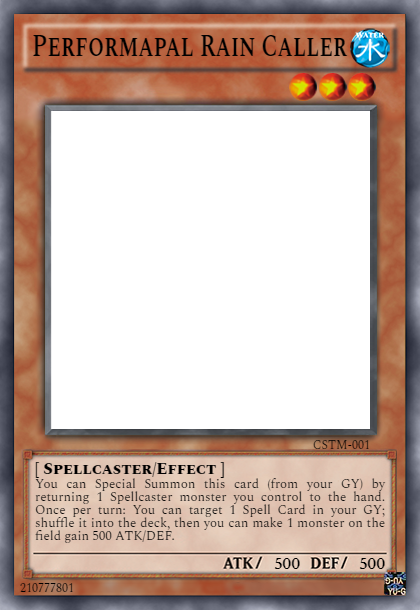 PERFORMAPAL RAIN CALLER
WATER
水
CSTM-001
[ SPELLCASTER/EFFECT ]
You can Special Summon this card (from your GY) by
returning 1 Spellcaster monster you control to the hand.
Once per turn: You can target 1 Spell Card in your GY;
shuffle it into the deck, then you can make 1 monster on the
field gain 500 ATK/DEF.
ATK/ 500 DEF/ 500
210777801